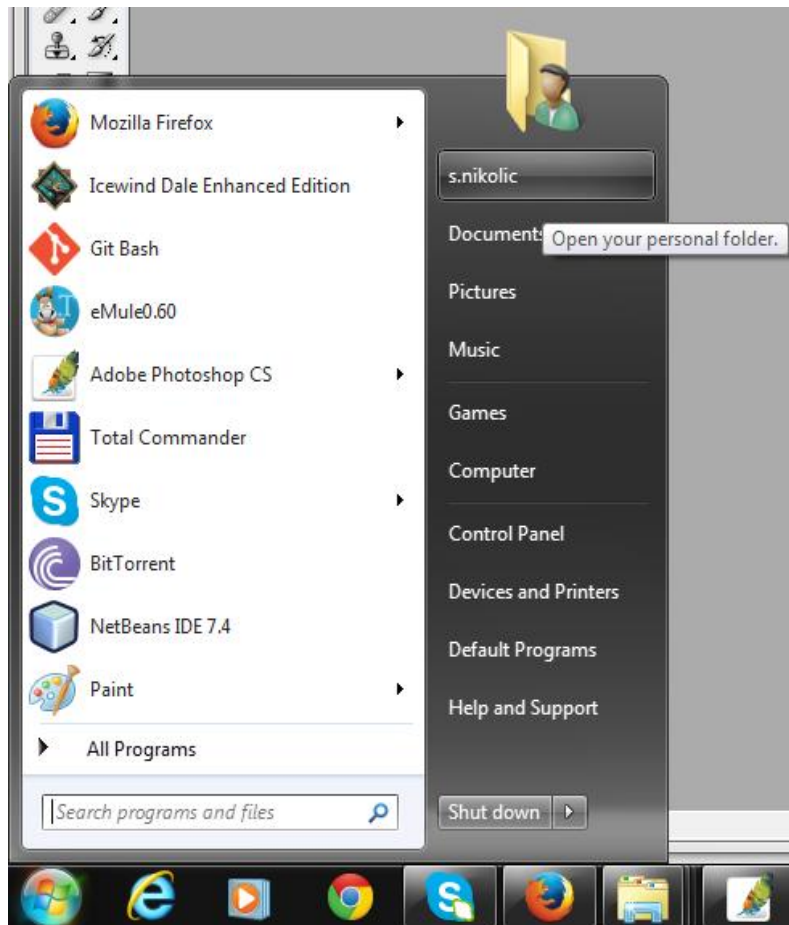 Mozilla Firefox
Icewind Dale Enhanced Edition
Git Bash
eMule0.60
Adobe Photoshop CS
Total Commander
Skype
BitTorrent
NetBeans IDE 7.4
Paint
All Programs
Search programs and files
s.nikolic
Documents
Open your personal folder.
Pictures
Music
Games
Computer
Control Panel
Devices and Printers
Default Programs
Help and Support
Shut down